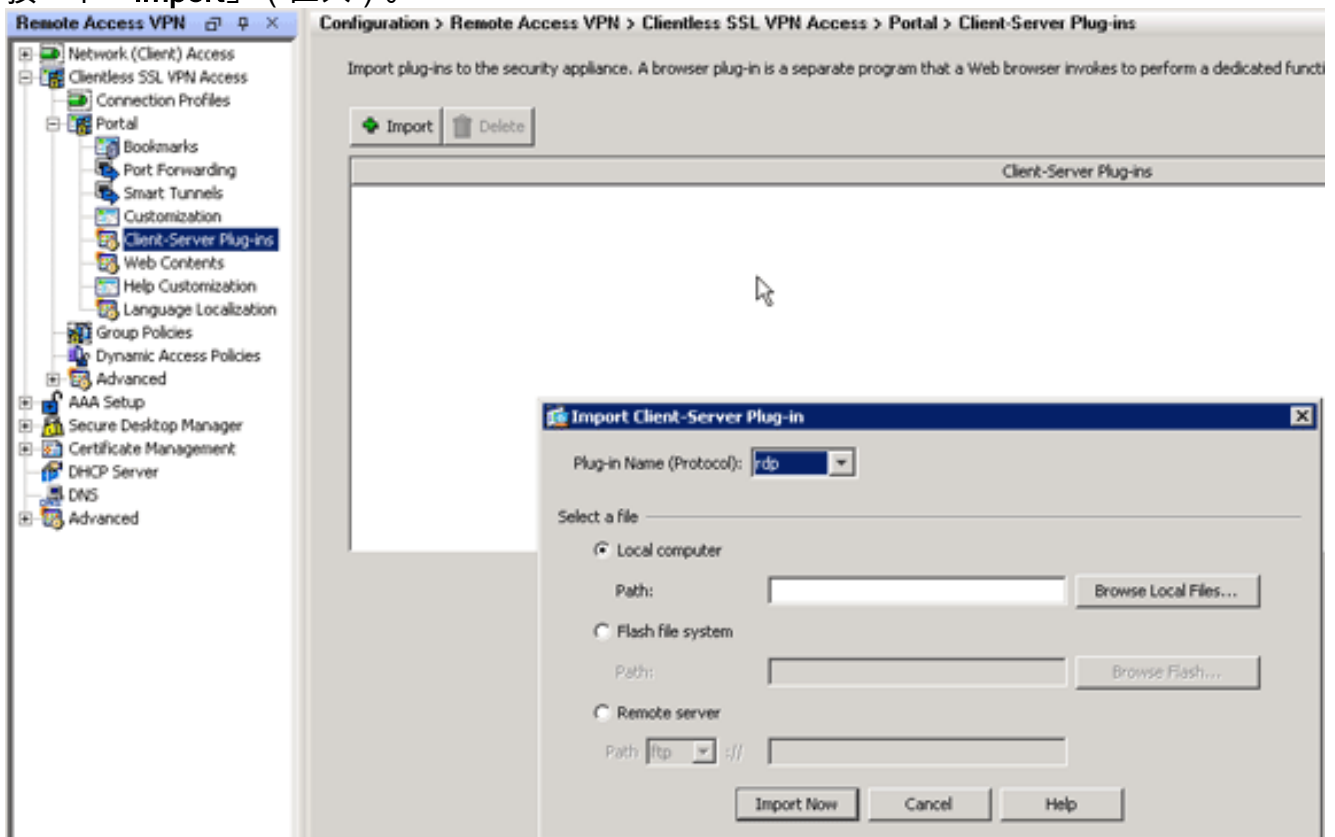 Import」（匯入）。
Remote Access VPN
Network (Client) Access
Clientless SSL VPN Access
Connection Profiles
Portal
Bookmarks
Port Forwarding
Smart Tunnels
Customization
Client-Server Plug-ins
Web Contents
Help Customization
Language Localization
Group Policies
Dynamic Access Policies
Advanced
AAA Setup
Secure Desktop Manager
Certificate Management
DHCP Server
DNS
Advanced
Configuration > Remote Access VPN > Clientless SSL VPN Access > Portal > Client-Server Plug-ins
Import plug-ins to the security appliance. A browser plug-in is a separate program that a Web browser invokes to perform a dedicated functi
Import Delete
Client-Server Plug-ins
Import Client-Server Plug-in
Plug-in Name (Protocol): rdp
Select a file
Local computer
Path: Browse Local Files...
Flash file system
Path: Browse Flash...
Remote server
Path ftp ://
Import Now Cancel Help